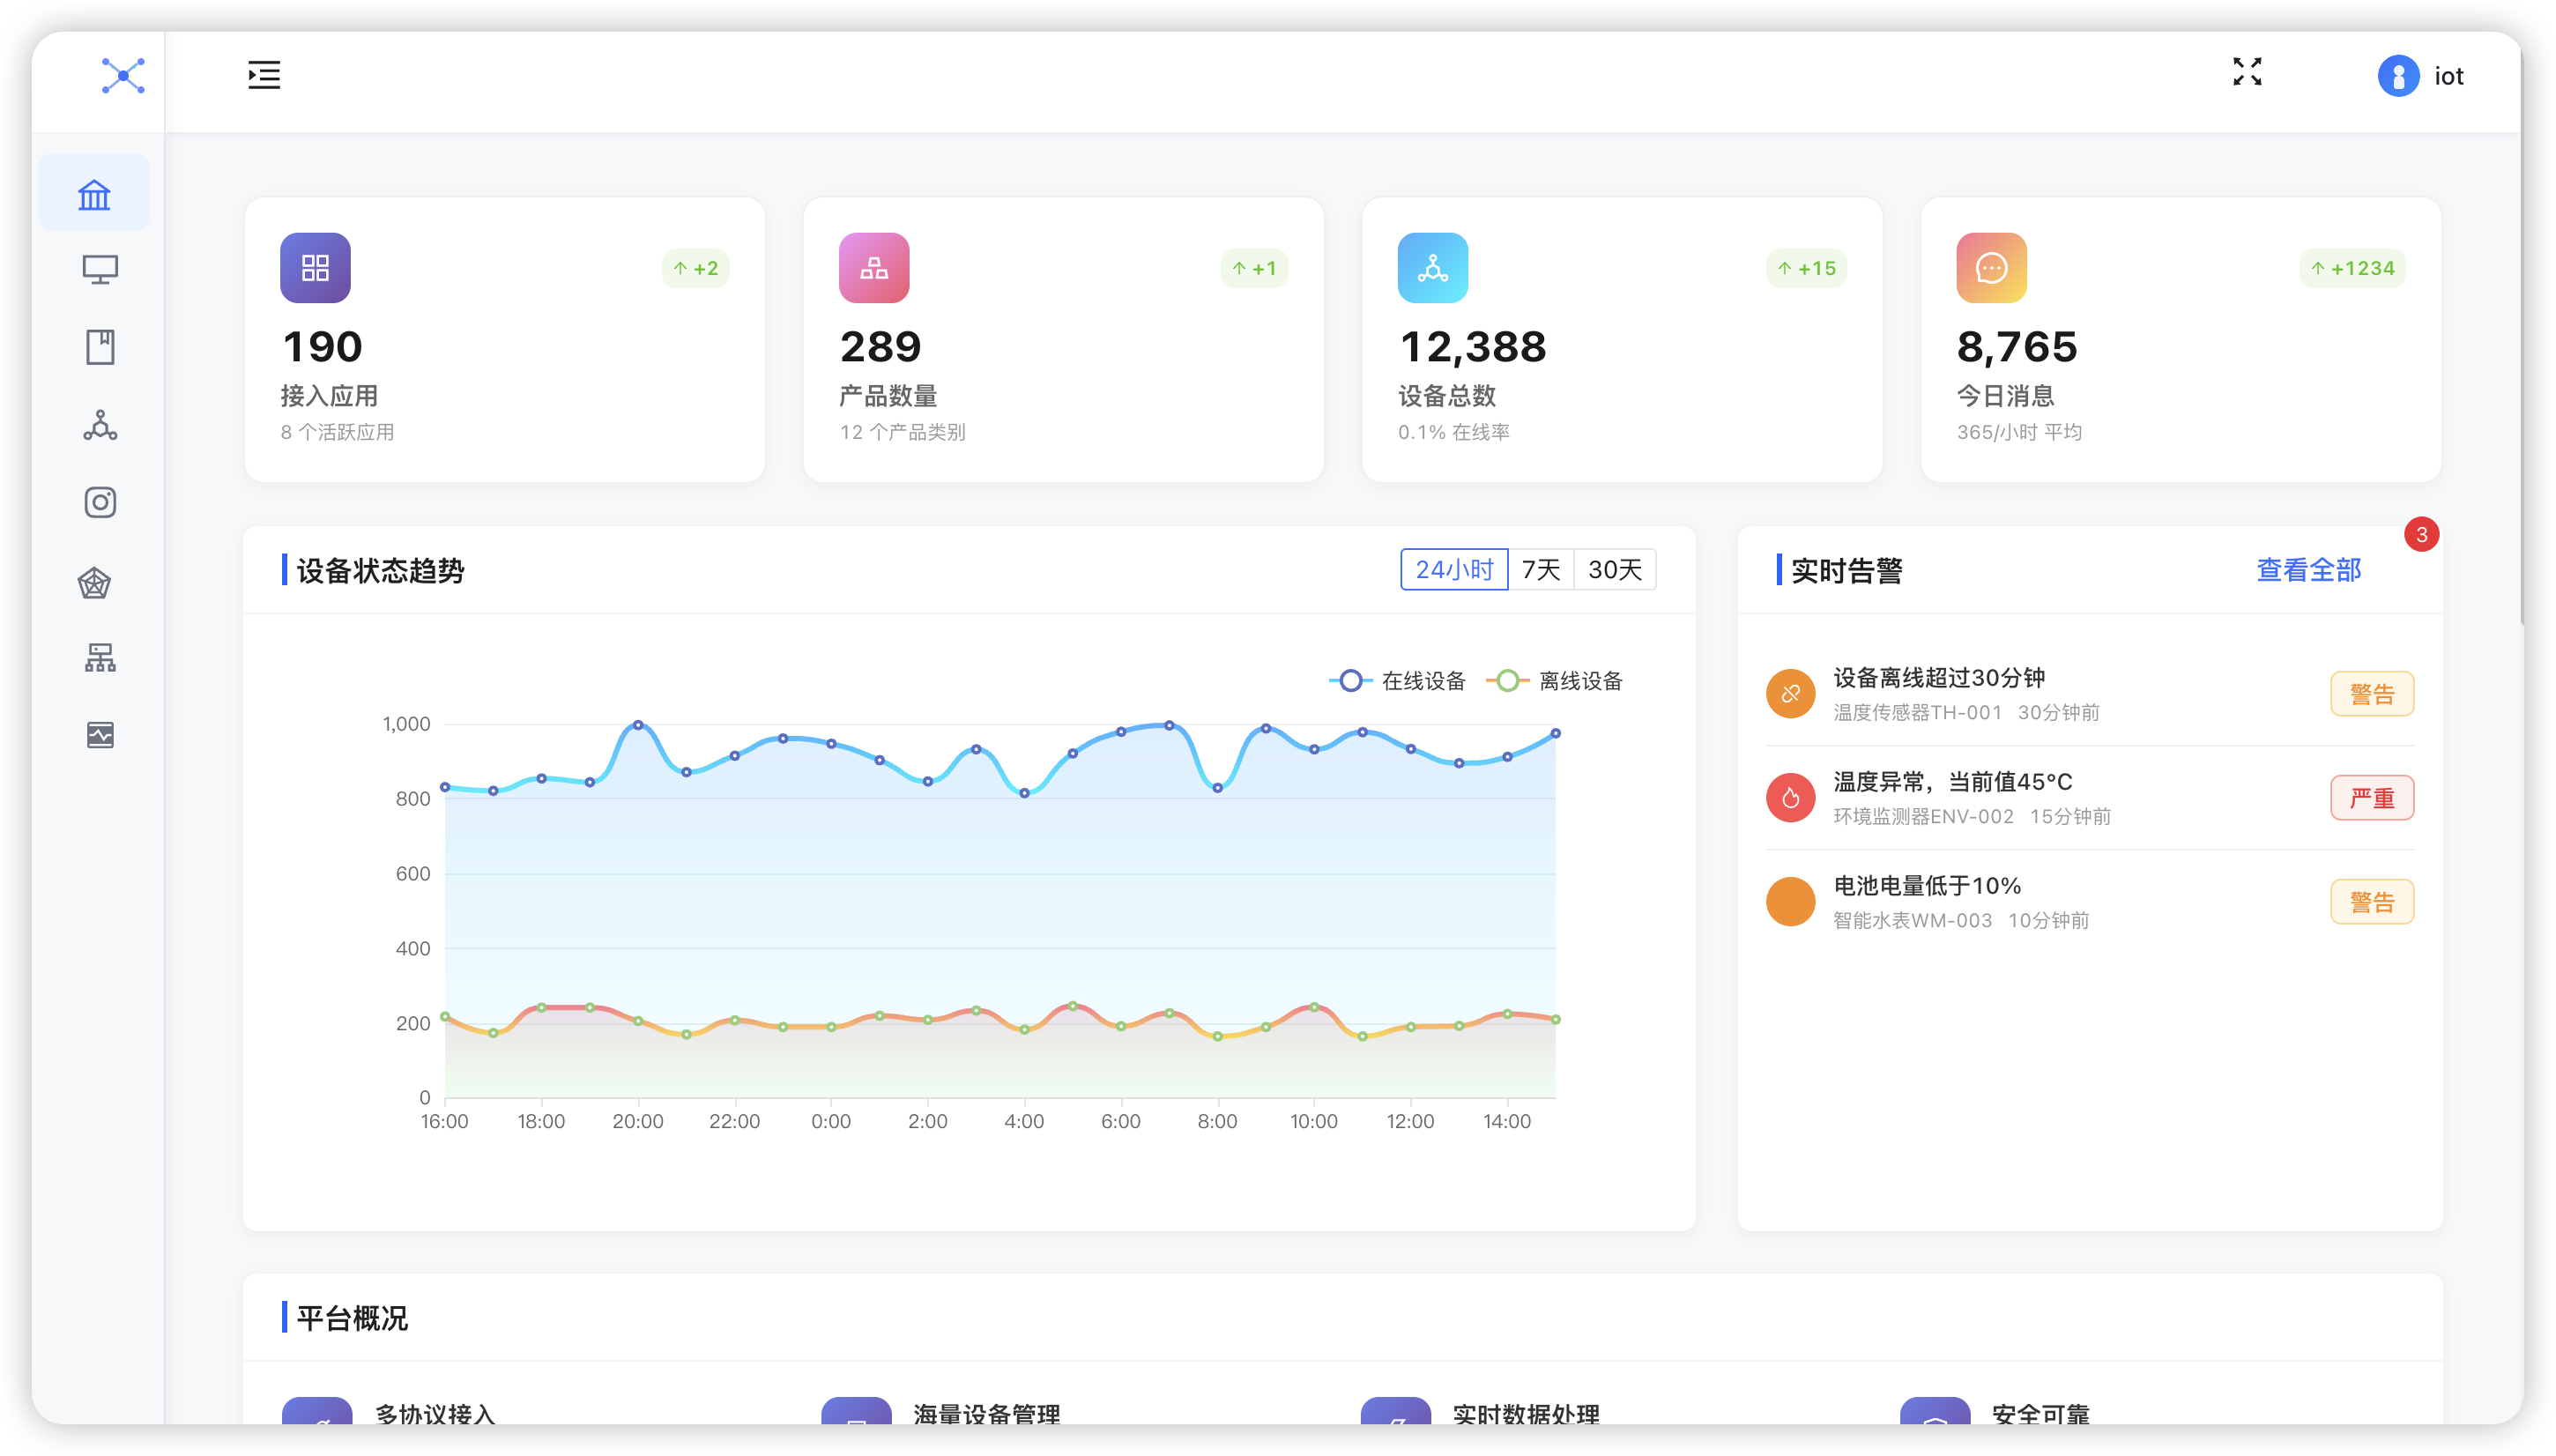 iot
+2
190
接入应用
8 个活跃应用
+1
289
产品数量
12 个产品类别
+15
12,388
设备总数
0.1% 在线率
+1234
8,765
今日消息
365/小时 平均
设备状态趋势
24小时 7天 30天
在线设备 离线设备
1,000
800
600
400
200
0
16:00 18:00 20:00 22:00 0:00 2:00 4:00 6:00 8:00 10:00 12:00 14:00
实时告警
查看全部
3
设备离线超过30分钟
温度传感器TH-001 30分钟前
警告
温度异常，当前值45°C
环境监测器ENV-002 15分钟前
严重
电池电量低于10%
智能水表WM-003 10分钟前
警告
平台概况
多协议接入
海量设备管理
实时数据处理
安全可靠